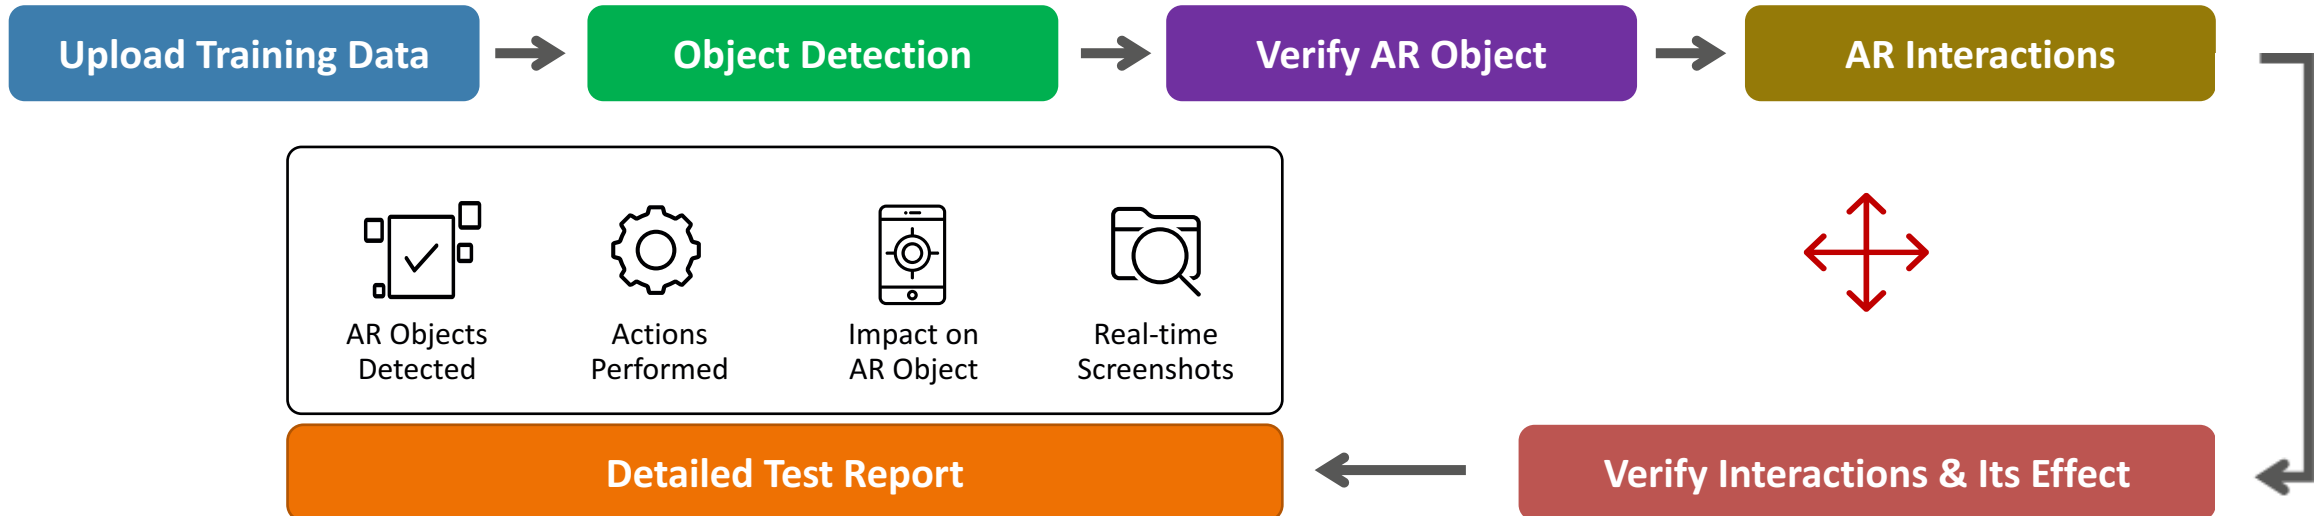 Upload Training Data
Object Detection
Verify AR Object
AR Interactions
AR Objects
Detected
Actions
Performed
Impact on
AR Object
Real-time
Screenshots
Detailed Test Report
Verify Interactions & Its Effect